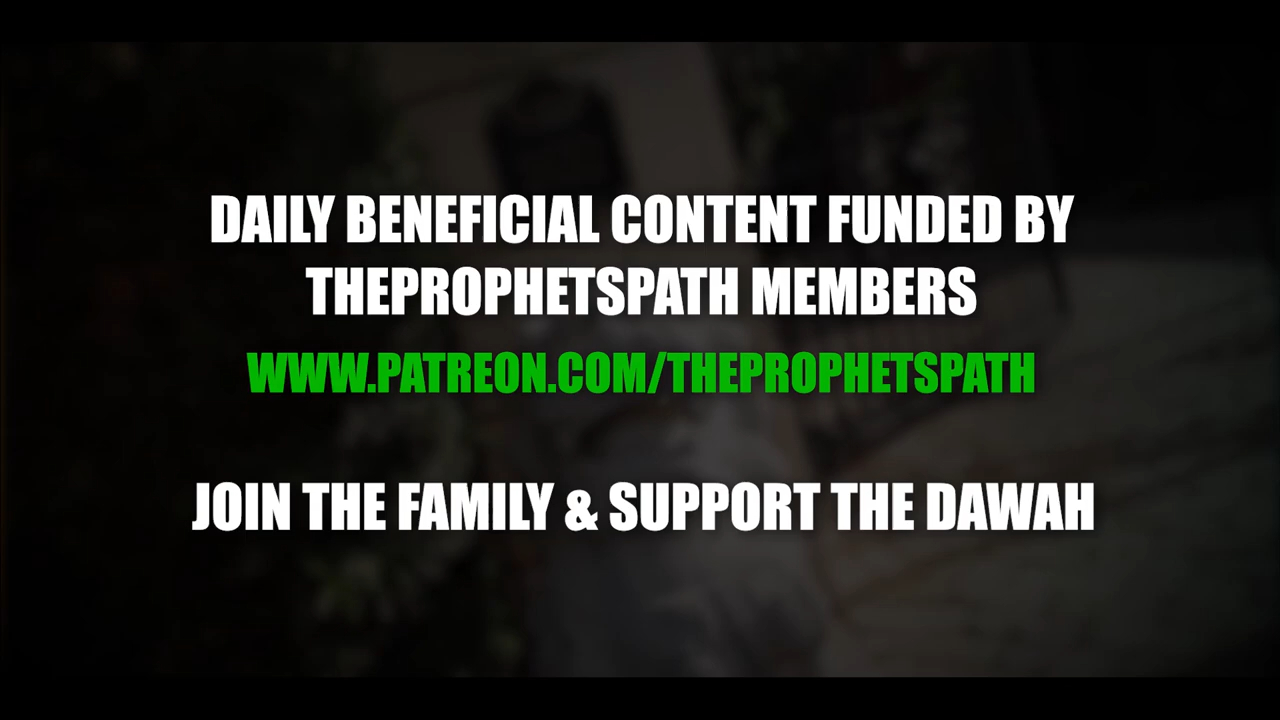 DAILY BENEFICIAL CONTENT FUNDED BY
THEPROPHETSPATH MEMBERS
WWW.PATREON.COM/THEPROPHETSPATH
JOIN THE FAMILY & SUPPORT THE DAWAH